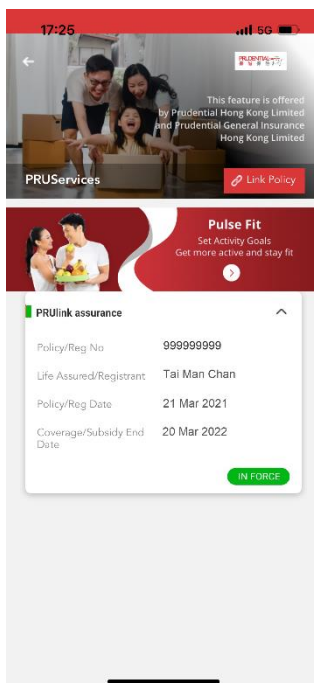 17:25
5G
PRUDENTIAL
This feature is offered
by Prudential Hong Kong Limited
and Prudential General Insurance
Hong Kong Limited
PRUServices
Link Policy
Pulse Fit
Set Activity Goals
Get more active and stay fit
PRUlink assurance
Policy/Reg No 999999999
Life Assured/Registrant Tai Man Chan
Policy/Reg Date 21 Mar 2021
Coverage/Subsidy End 20 Mar 2022
Date
IN FORCE